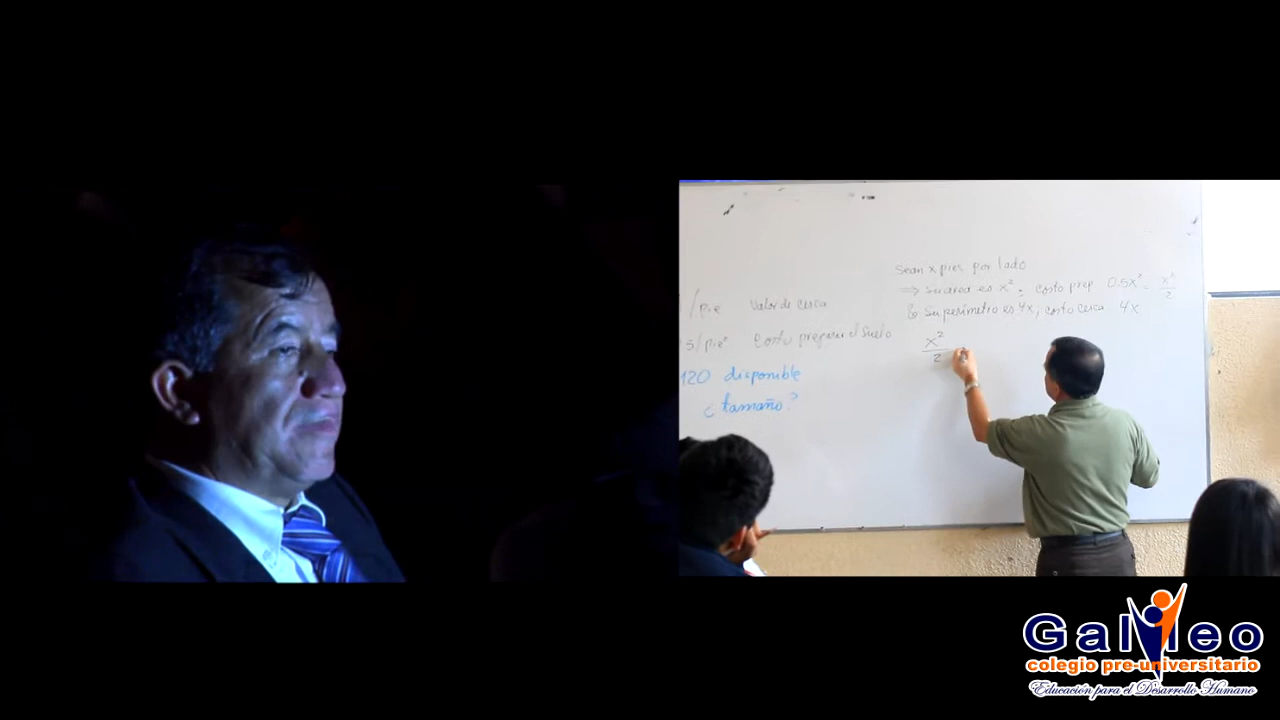 Sean x pies por lado
⇒ su área es x². costo prep 0.5x² = x²/2
& Su perímetro es 4x, costo cerca 4x
x²/2
/pie Valor de cerca
5/pie² Costo preparar el suelo
120 disponible
¿tamaño?
Galileo
colegio pre-universitario
Educación para el Desarrollo Humano